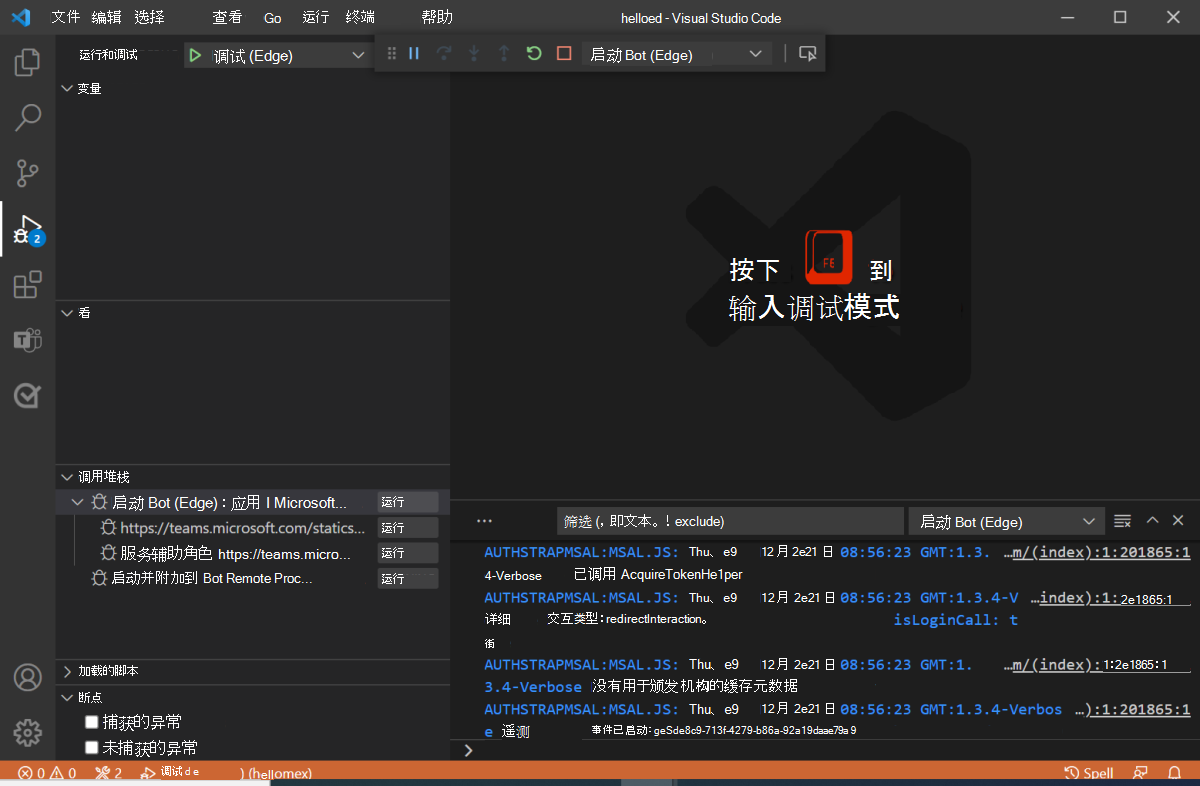 文件 编辑 选择 查看 Go 运行 终端 帮助 helloed - Visual Studio Code
运行和调试 调试 (Edge) 启动 Bot (Edge)
变量
2
按下 FE 到
输入调试模式
看
调用堆栈
启动 Bot (Edge)：应用 I Microsoft... 运行
https://teams.microsoft.com/statics... 运行
服务辅助角色 https://teams.micro... 运行
启动并附加到 Bot Remote Proc... 运行
加载的脚本
断点
捕获的异常
未捕获的异常
··· 筛选 (，即文本。! exclude) 启动 Bot (Edge)
AUTHSTRAPMSAL:MSAL.JS: Thu、e9 12 月 2e21 日 08:56:23 GMT:1.3. …m/(index):1:201865:1
4-Verbose 已调用 AcquireTokenHe1per
AUTHSTRAPMSAL:MSAL.JS: Thu、e9 12 月 2e21 日 08:56:23 GMT:1.3.4-V …index):1:2e1865:1
详细 交互类型：redirectInteraction。 isLoginCall: t
街
AUTHSTRAPMSAL:MSAL.JS: Thu、e9 12 月 2e21 日 08:56:23 GMT:1. …m/(index):1:2e1865:1
3.4-Verbose 没有用于颁发机构的缓存元数据
AUTHSTRAPMSAL:MSAL.JS: Thu、e9 12 月 2e21 日 08:56:23 GMT:1.3.4-Verbos …):1:201865:1
e 遥测 事件已启动：geSde8c9-713f-4279-b86a-92a19daae79a9
0 0 2 调试 d e ) (hellomex) Spell